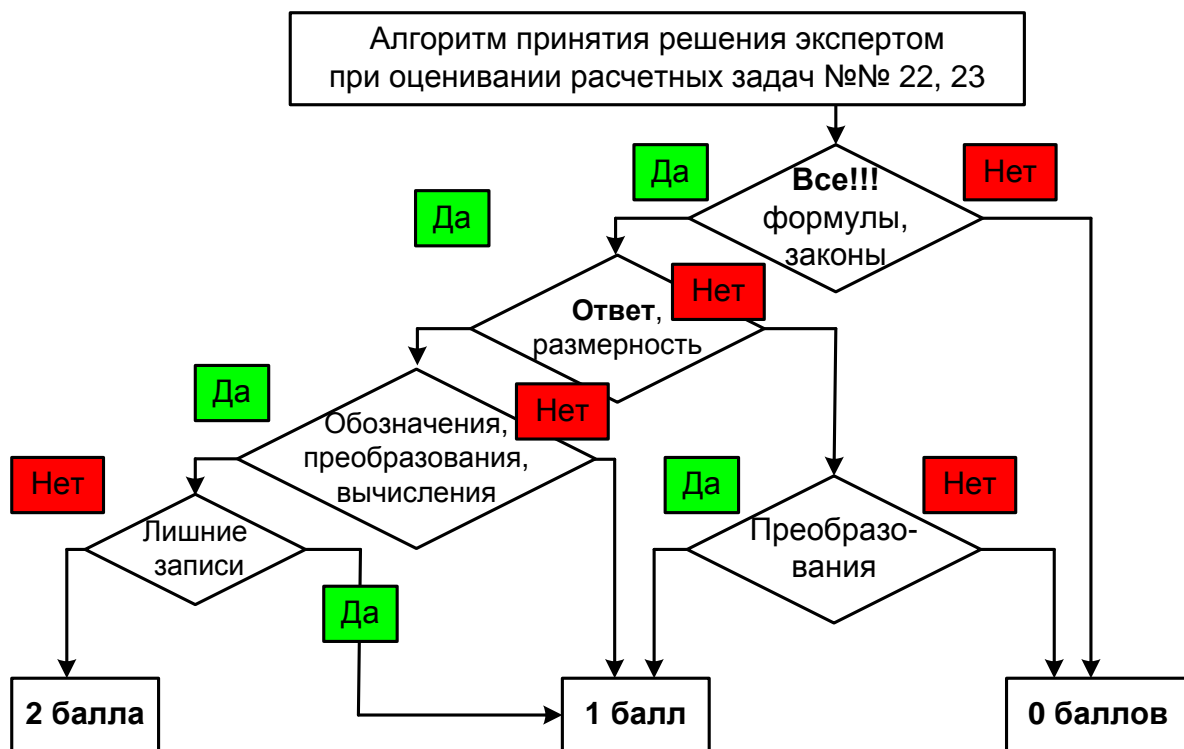 Алгоритм принятия решения экспертом
при оценивании расчетных задач №№ 22, 23
Да
Все!!!
формулы,
законы
Нет
Да
Ответ,
размерность
Нет
Да
Обозначения,
преобразования,
вычисления
Нет
Нет
Лишние
записи
Да
Да
Преобразо-
вания
Нет
2 балла
1 балл
0 баллов